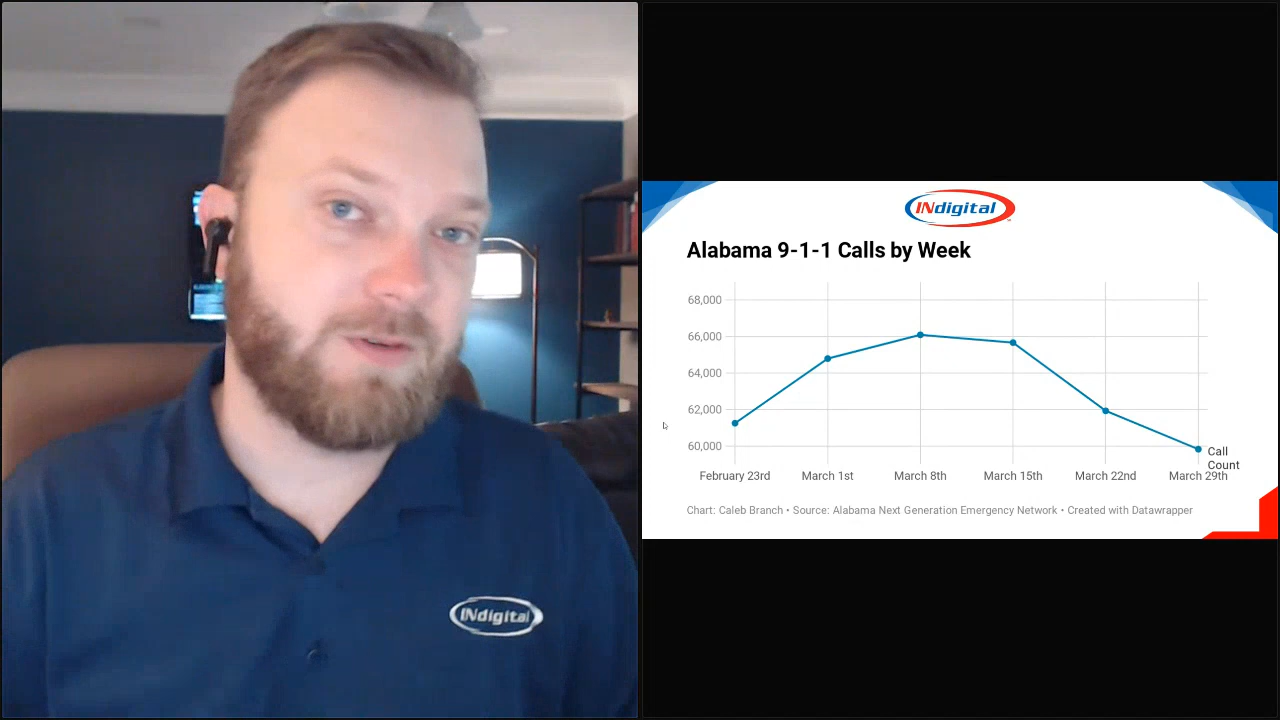 INdigital
INdigital
Alabama 9-1-1 Calls by Week
68,000
66,000
64,000
62,000
60,000
Call
Count
February 23rd March 1st March 8th March 15th March 22nd March 29th
Chart: Caleb Branch • Source: Alabama Next Generation Emergency Network • Created with Datawrapper